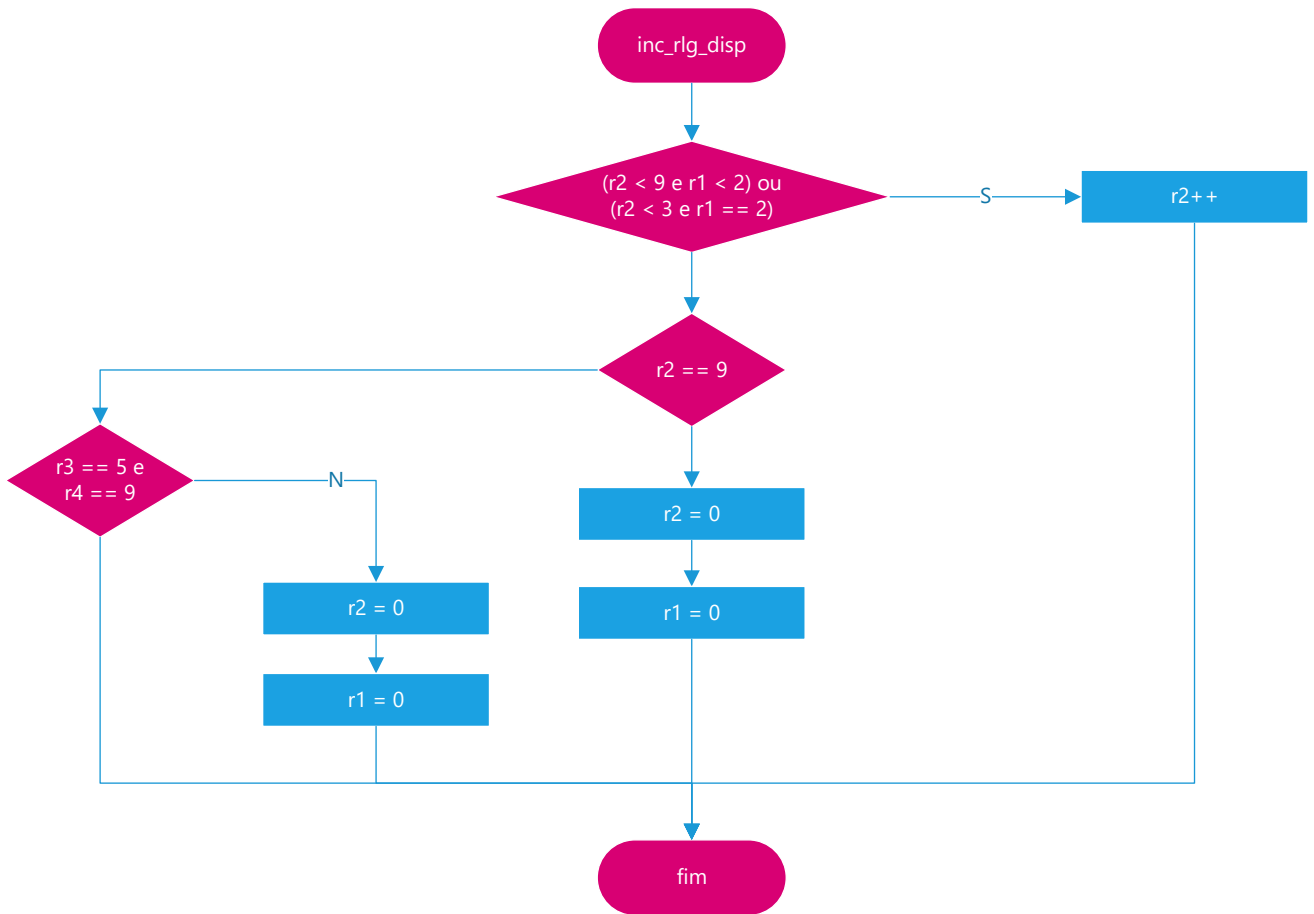 inc_rlg_disp
(r2 < 9 e r1 < 2) ou
(r2 < 3 e r1 == 2)
S
r2++
r2 == 9
r3 == 5 e
r4 == 9
N
r2 = 0
r2 = 0
r1 = 0
r1 = 0
fim